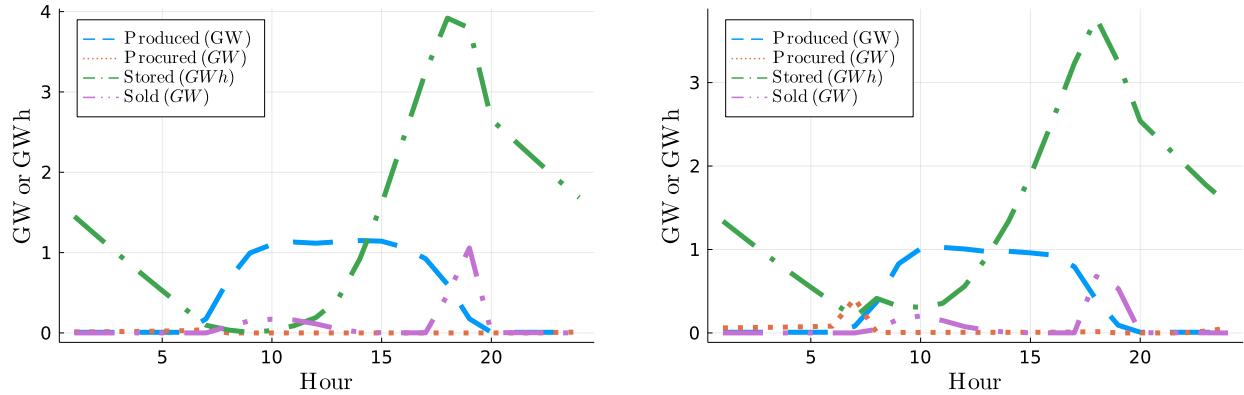 GW or GWh
4
3
2
1
0
Produced (GW)
Procured (GW)
Stored (GWh)
Sold (GW)
5
10
15
20
Hour
GW or GWh
3
2
1
0
Produced (GW)
Procured (GW)
Stored (GWh)
Sold (GW)
5
10
15
20
Hour